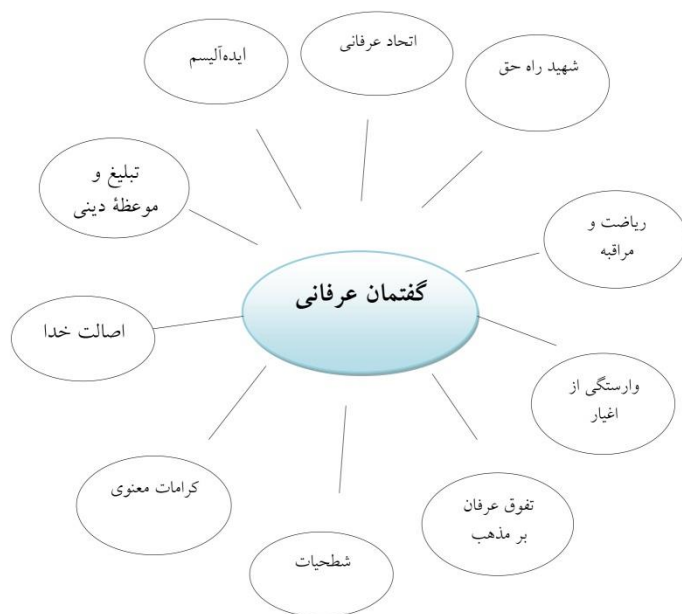 گفتمان عرفانی
اتحاد عرفانی
شهید راه حق
ریاضت و
مراقبه
وارستگی از
اغیار
تفوق عرفان
بر مذهب
شطحیات
کرامات معنوی
اصالت خدا
تبلیغ و
موعظهٔ دینی
ایده‌آلیسم